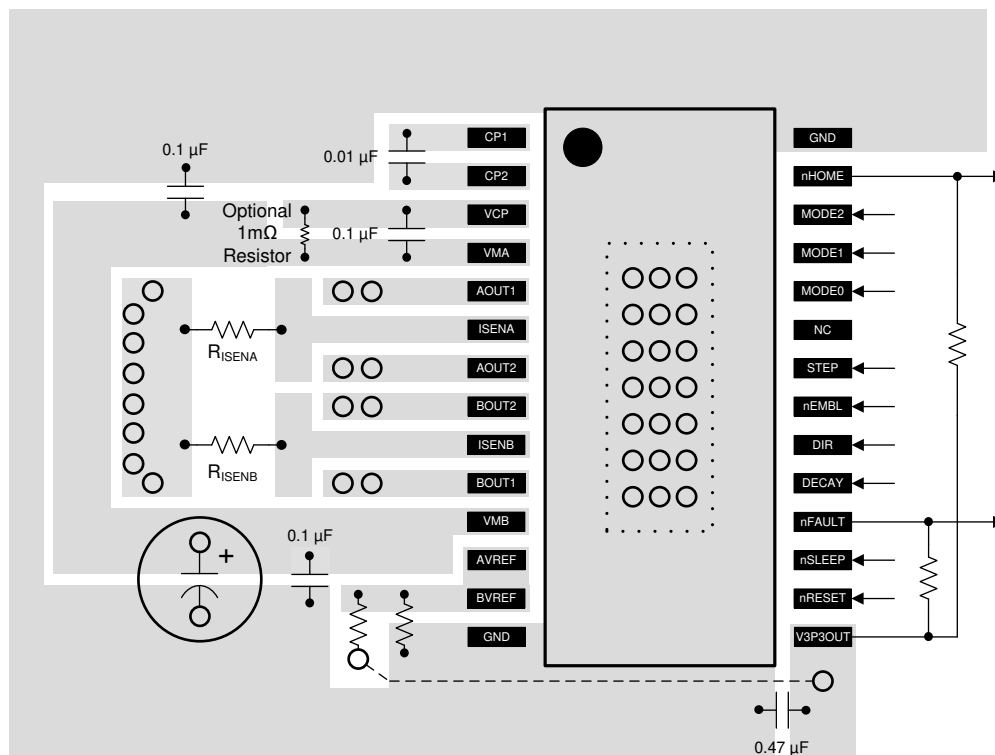 CP1
GND
0.1 µF
0.01 µF
CP2
nHOME
Optional
1mΩ
Resistor
0.1 µF
VCP
MODE2
VMA
MODE1
AOUT1
MODE0
ISENA
NC
RISENA
AOUT2
STEP
BOUT2
nEMBL
ISENB
DIR
RISENB
BOUT1
DECAY
VMB
nFAULT
0.1 µF
+
AVREF
nSLEEP
BVREF
nRESET
GND
V3P3OUT
0.47 µF